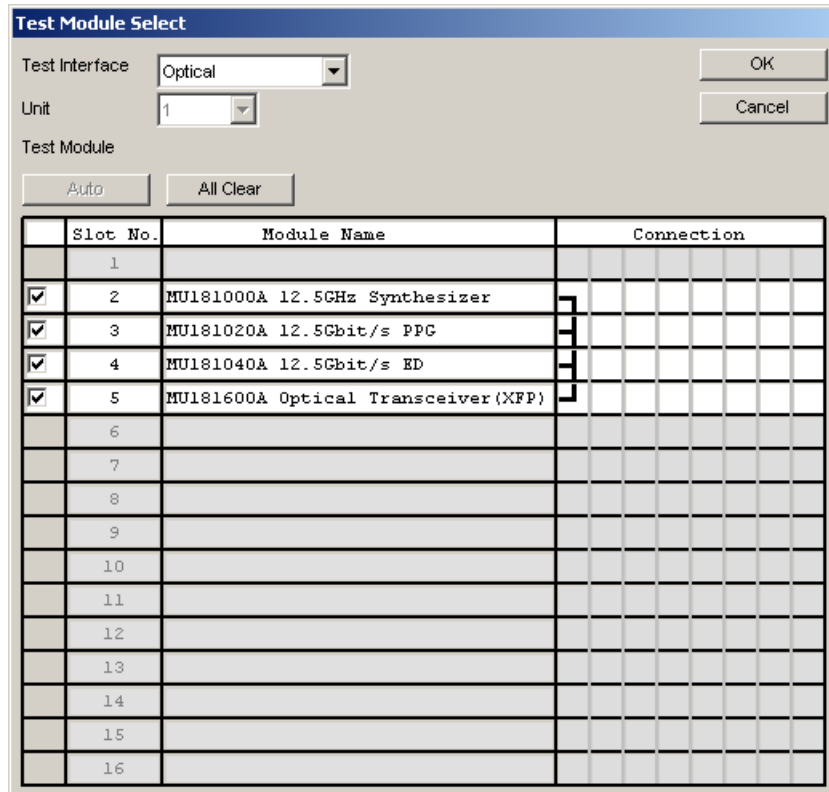 Test Module Select
Test Interface Optical OK
Unit 1 Cancel
Test Module
Auto All Clear
Slot No. Module Name Connection
1
2 MU181000A 12.5GHz Synthesizer
3 MU181020A 12.5Gbit/s PPG
4 MU181040A 12.5Gbit/s ED
5 MU181600A Optical Transceiver(XFP)
6
7
8
9
10
11
12
13
14
15
16